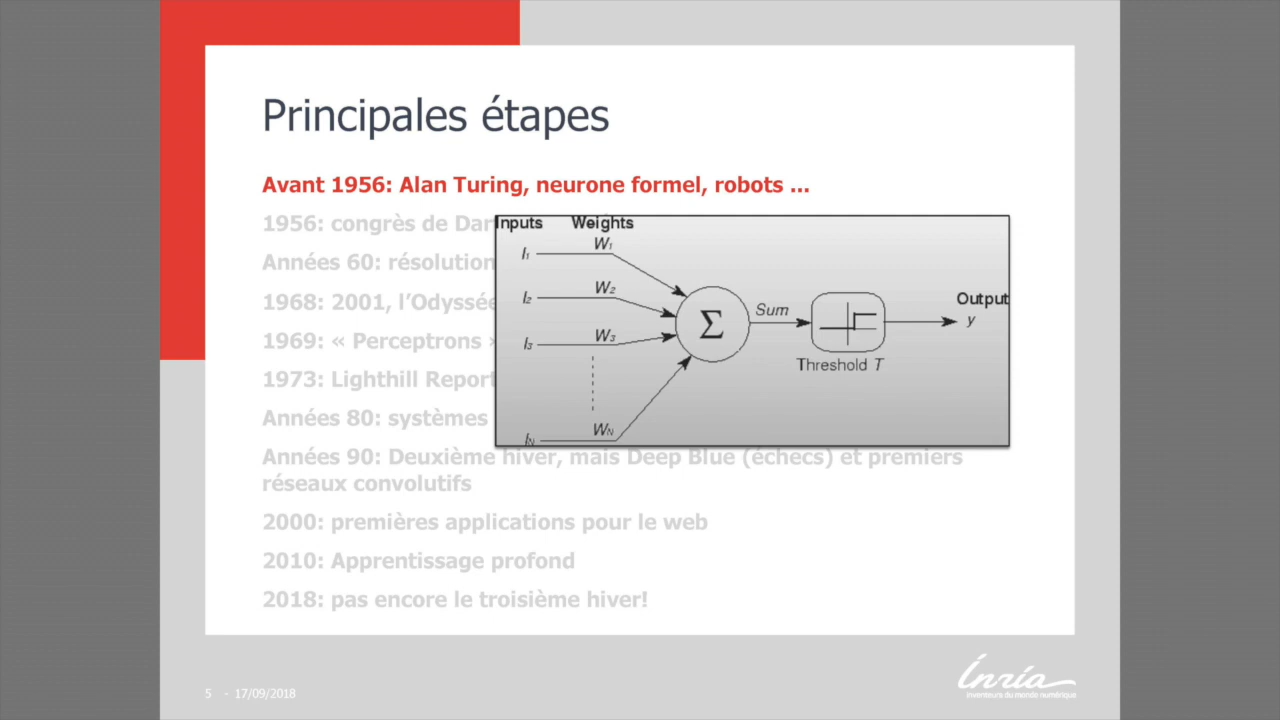 Principales étapes
Avant 1956: Alan Turing, neurone formel, robots ...
1956: congrès de
Années 60: résolution
1968: 2001, l’Odyssée
1969: « Perceptrons
1973: Lighthill Report
Années 80: systèmes
Années 90: Deuxième hiver, mais Deep Blue (échecs) et premiers
réseaux convolutifs
2000: premières applications pour le web
2010: Apprentissage profond
2018: pas encore le troisième hiver!
Inputs Weights
I1 W1
I2 W2
I3 W3
IN WN
Σ
Sum
Threshold T
Output
y
5 - 17/09/2018
Inria
inventeurs du monde numérique